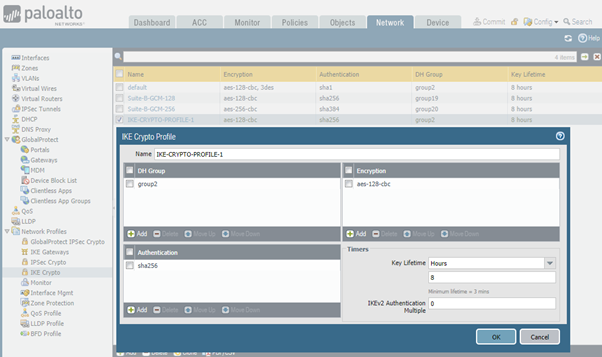 paloalto
NETWORKS
Dashboard ACC Monitor Policies Objects Network Device Commit Config Search
Help
Interfaces
Zones
VLANs
Virtual Wires
Virtual Routers
IPSec Tunnels
DHCP
DNS Proxy
GlobalProtect
Portals
Gateways
MDM
Device Block List
Clientless Apps
Clientless App Groups
QoS
LLDP
Network Profiles
GlobalProtect IPSec Crypto
IKE Gateways
IPSec Crypto
IKE Crypto
Monitor
Interface Mgmt
Zone Protection
QoS Profile
LLDP Profile
BFD Profile
4 items
Name Encryption Authentication DH Group Key Lifetime
default aes-128-cbc, 3des sha1 group2 8 hours
Suite-B-GCM-128 aes-128-cbc sha256 group19 8 hours
Suite-B-GCM-256 aes-256-cbc sha384 group20 8 hours
IKE-CRYPTO-PROFILE-1 aes-128-cbc sha256 group2 8 hours
IKE Crypto Profile
Name IKE-CRYPTO-PROFILE-1
DH Group
group2
Add Delete Move Up Move Down
Encryption
aes-128-cbc
Add Delete Move Up Move Down
Authentication
sha256
Add Delete Move Up Move Down
Timers
Key Lifetime Hours
8
Minimum lifetime = 3 mins
IKEv2 Authentication Multiple 0
OK Cancel
Add Delete Clone PDF/CSV